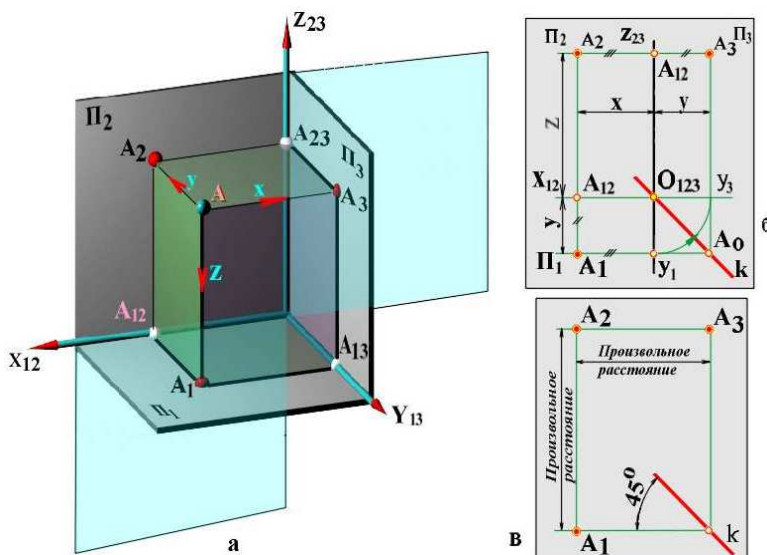 Z23
П2
A2
A23
П3
y
A
x
A3
Z
A12
X12
A1
A13
П1
Y13
а
П2 A2 Z23 A3 П3
A12
x y
Z
X12 A12 O123 y3
y
б
П1 A1 y1 A0 k
A2 A3
Произвольное
расстояние
Произвольное
расстояние
45°
A1 k
в